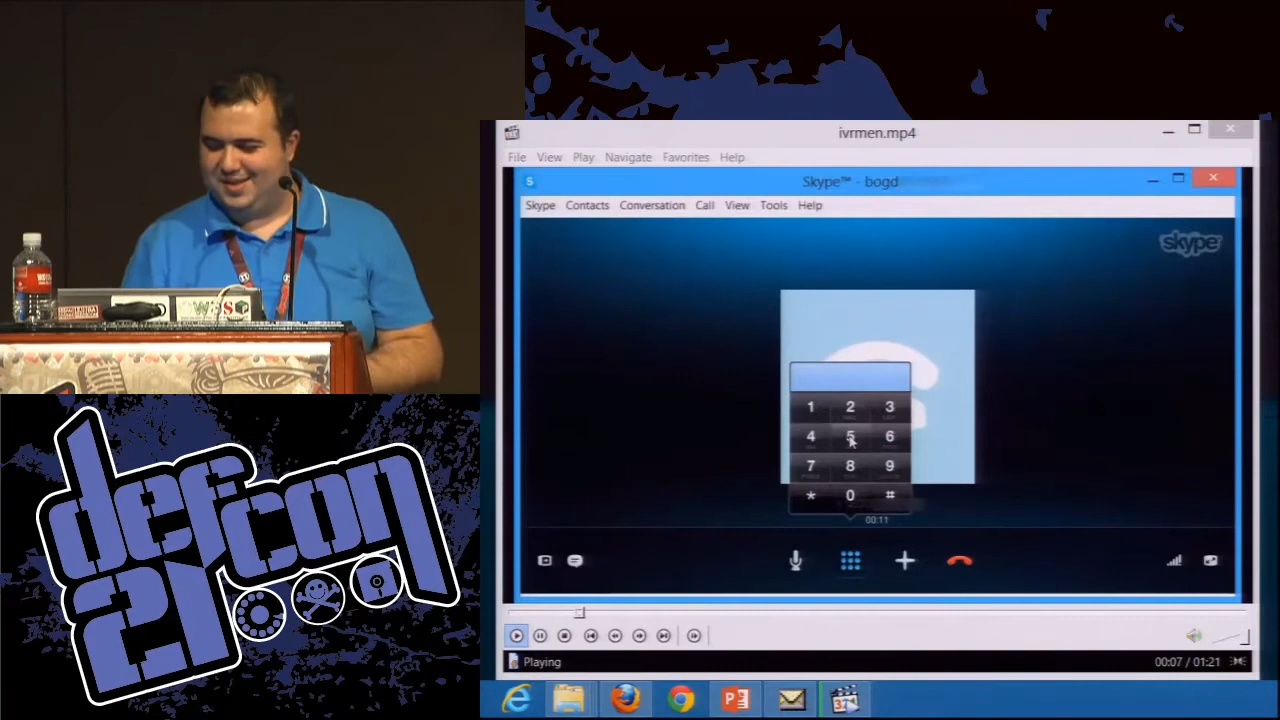 ivrmen.mp4
File View Play Navigate Favorites Help
S Skype™ - bogd
Skype Contacts Conversation Call View Tools Help
skype
1 2 3
4 5 6
7 8 9
* 0 #
00:11
Playing 00:07 / 01:21
defcon
21